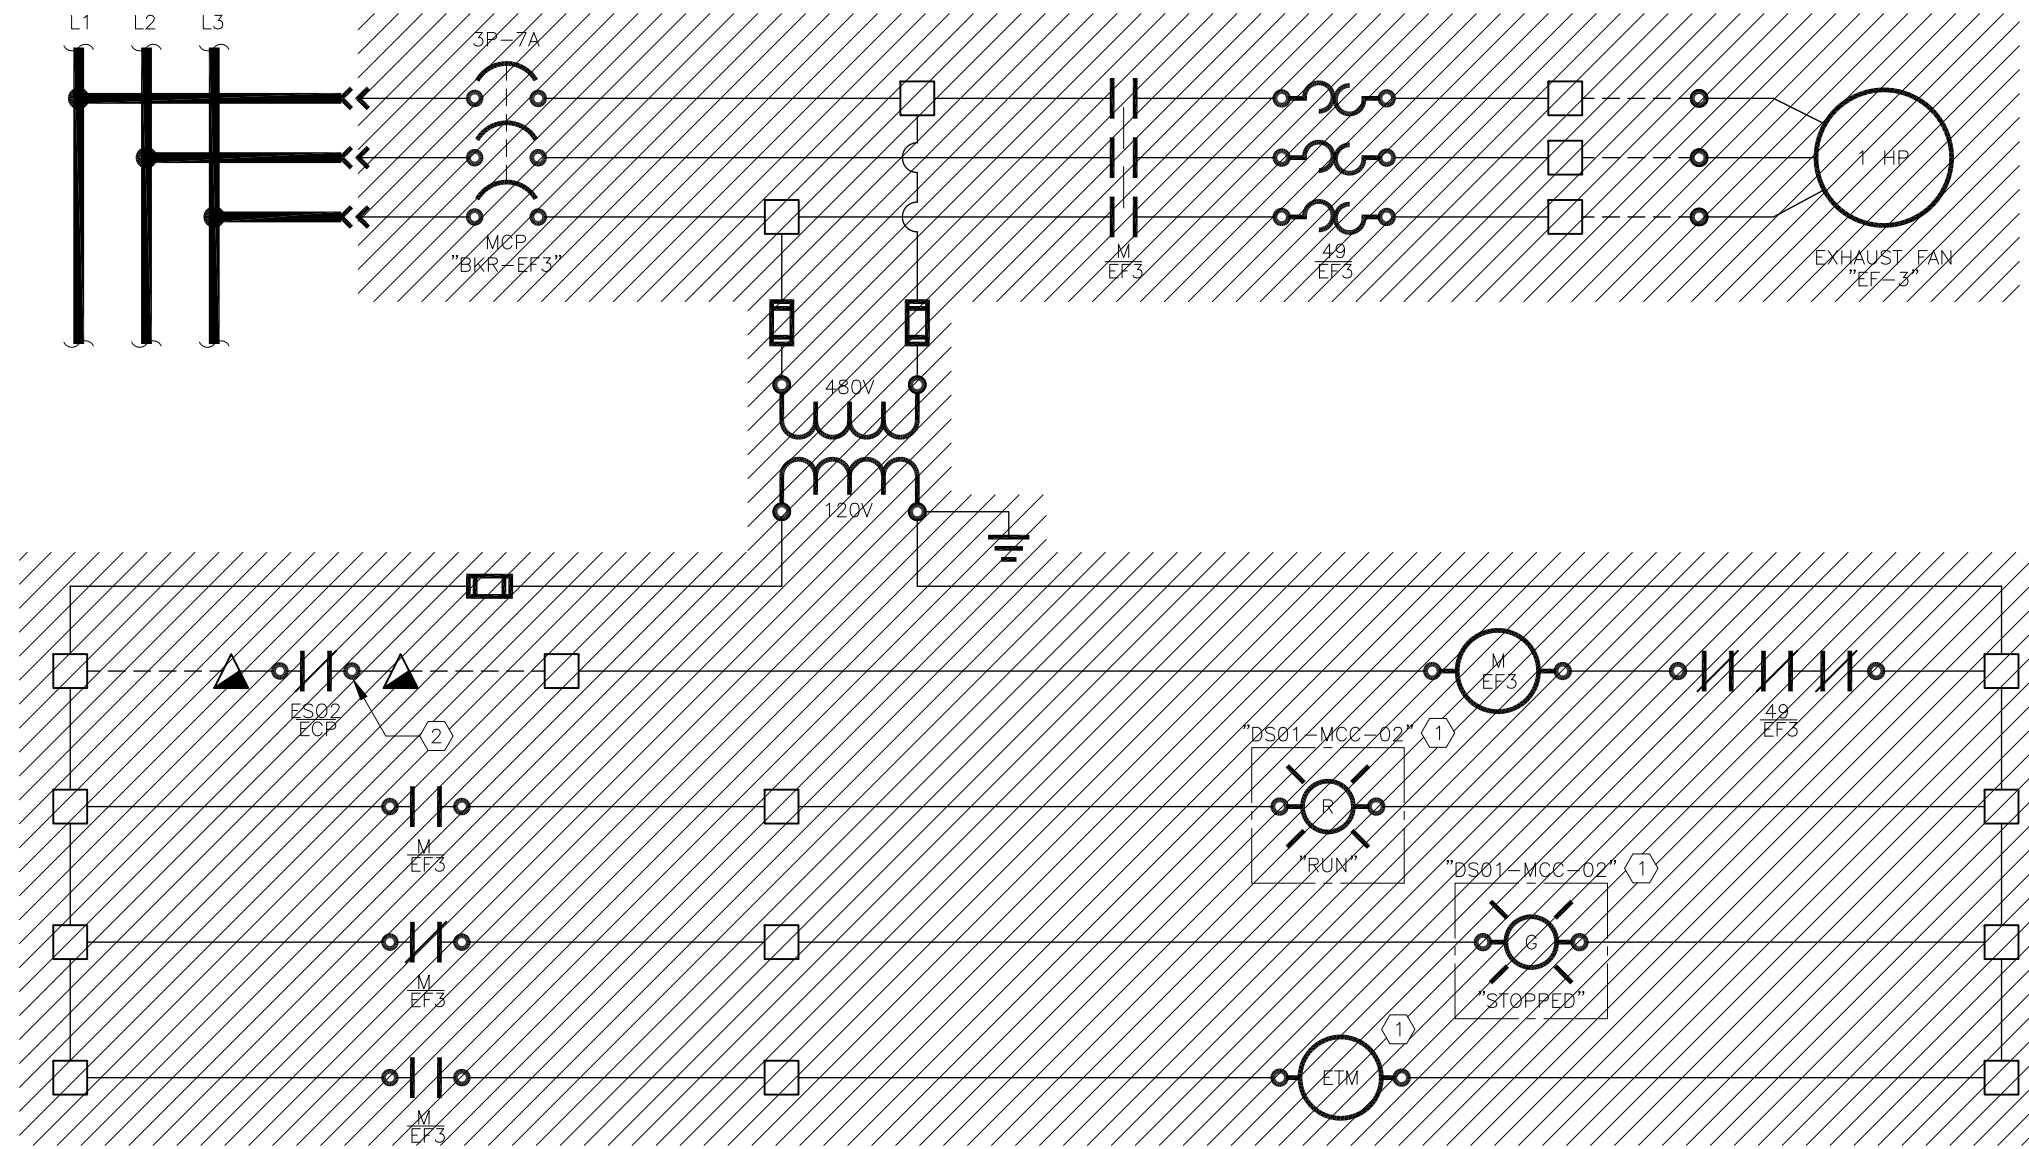 L1 L2 L3
3P-7A
1 HP
MCP
"BKR-EF3"
M
EF3
49
EF3
EXHAUST FAN
"EF-3"
480V
120V
M
EF3
ES02
ECP
2
49
EF3
"DS01-MCC-02" 1
R
M
EF3
"RUN"
"DS01-MCC-02" 1
G
M
EF3
"STOPPED"
1
ETM
M
EF3